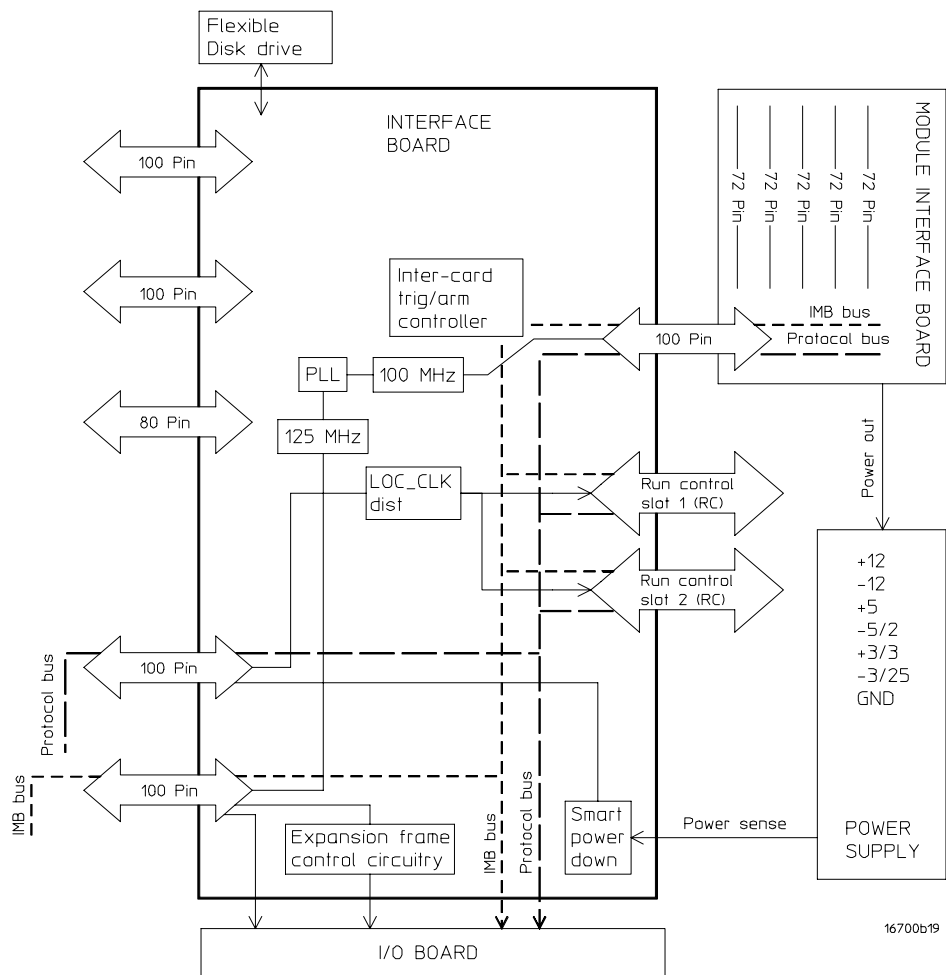 Flexible
Disk drive
INTERFACE
BOARD
100 Pin
100 Pin
80 Pin
100 Pin
100 Pin
Protocol bus
IMB bus
Inter-card
trig/arm
controller
PLL
100 MHz
125 MHz
LOC_CLK
dist
100 Pin
IMB bus
Protocol bus
72 Pin
72 Pin
72 Pin
72 Pin
72 Pin
MODULE INTERFACE BOARD
Run control
slot 1 (RC)
Run control
slot 2 (RC)
Power out
+12
-12
+5
-5/2
+3/3
-3/25
GND
POWER
SUPPLY
Power sense
Smart
power
down
Expansion frame
control circuitry
IMB bus
Protocol bus
I/O BOARD
16700b19